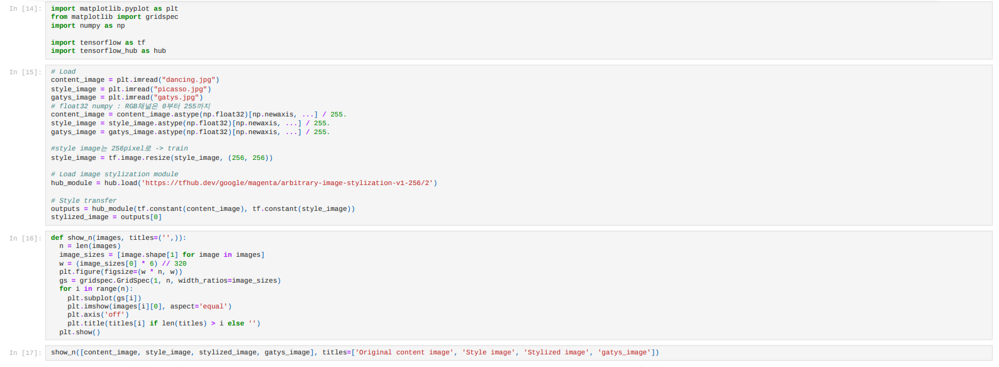 In [14]:
import matplotlib.pyplot as plt
from matplotlib import gridspec
import numpy as np
import tensorflow as tf
import tensorflow_hub as hub
In [15]:
# Load
content_image = plt.imread("dancing.jpg")
style_image = plt.imread("picasso.jpg")
gatys_image = plt.imread("gatys.jpg")
# float32 numpy : RGB채널은 0부터 255까지
content_image = content_image.astype(np.float32)[np.newaxis, ...] / 255.
style_image = style_image.astype(np.float32)[np.newaxis, ...] / 255.
gatys_image = gatys_image.astype(np.float32)[np.newaxis, ...] / 255.
#style image는 256pixel로 -> train
style_image = tf.image.resize(style_image, (256, 256))
# Load image stylization module
hub_module = hub.load('https://tfhub.dev/google/magenta/arbitrary-image-stylization-v1-256/2')
# Style transfer
outputs = hub_module(tf.constant(content_image), tf.constant(style_image))
stylized_image = outputs[0]
In [16]:
def show_n(images, titles=('',)):
  n = len(images)
  image_sizes = [image.shape[1] for image in images]
  w = (image_sizes[0] * 6) // 320
  plt.figure(figsize=(w * n, w))
  gs = gridspec.GridSpec(1, n, width_ratios=image_sizes)
  for i in range(n):
    plt.subplot(gs[i])
    plt.imshow(images[i][0], aspect='equal')
    plt.axis('off')
    plt.title(titles[i] if len(titles) > i else '')
  plt.show()
In [17]:
show_n([content_image, style_image, stylized_image, gatys_image], titles=['Original content image', 'Style image', 'Stylized image', 'gatys_image'])